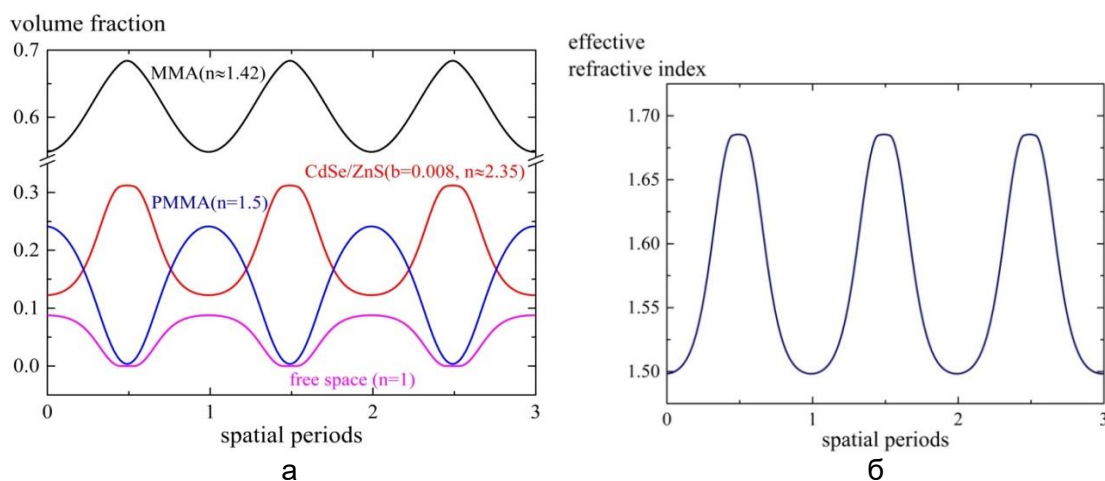 volume fraction
0.7
MMA(n≈1.42)
0.6
CdSe/ZnS(b=0.008, n≈2.35)
0.3
PMMA(n=1.5)
0.2
0.1
0.0
free space (n=1)
0 1 2 3
spatial periods
а
effective
refractive index
1.70
1.65
1.60
1.55
1.50
0 1 2 3
spatial periods
б